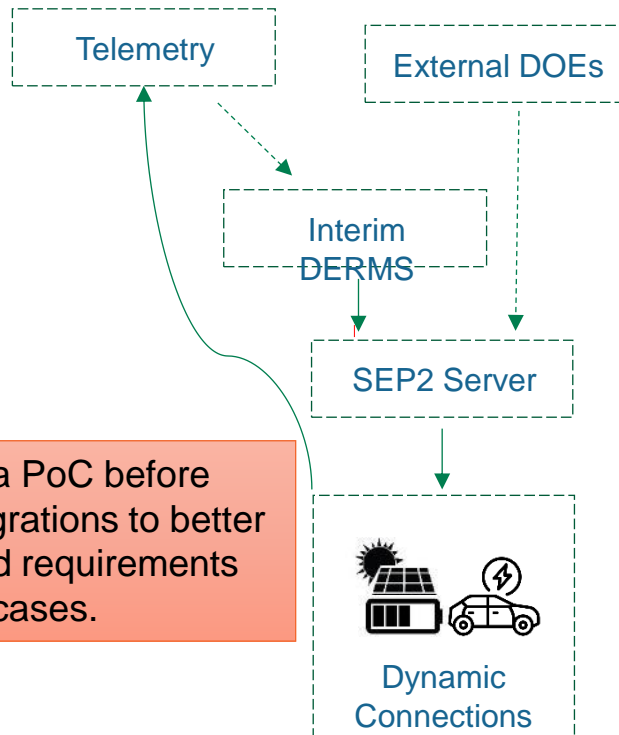 Telemetry
External DOEs
Interim
DERMS
SEP2 Server
a PoC before
grations to better
d requirements
cases.
Dynamic
Connections